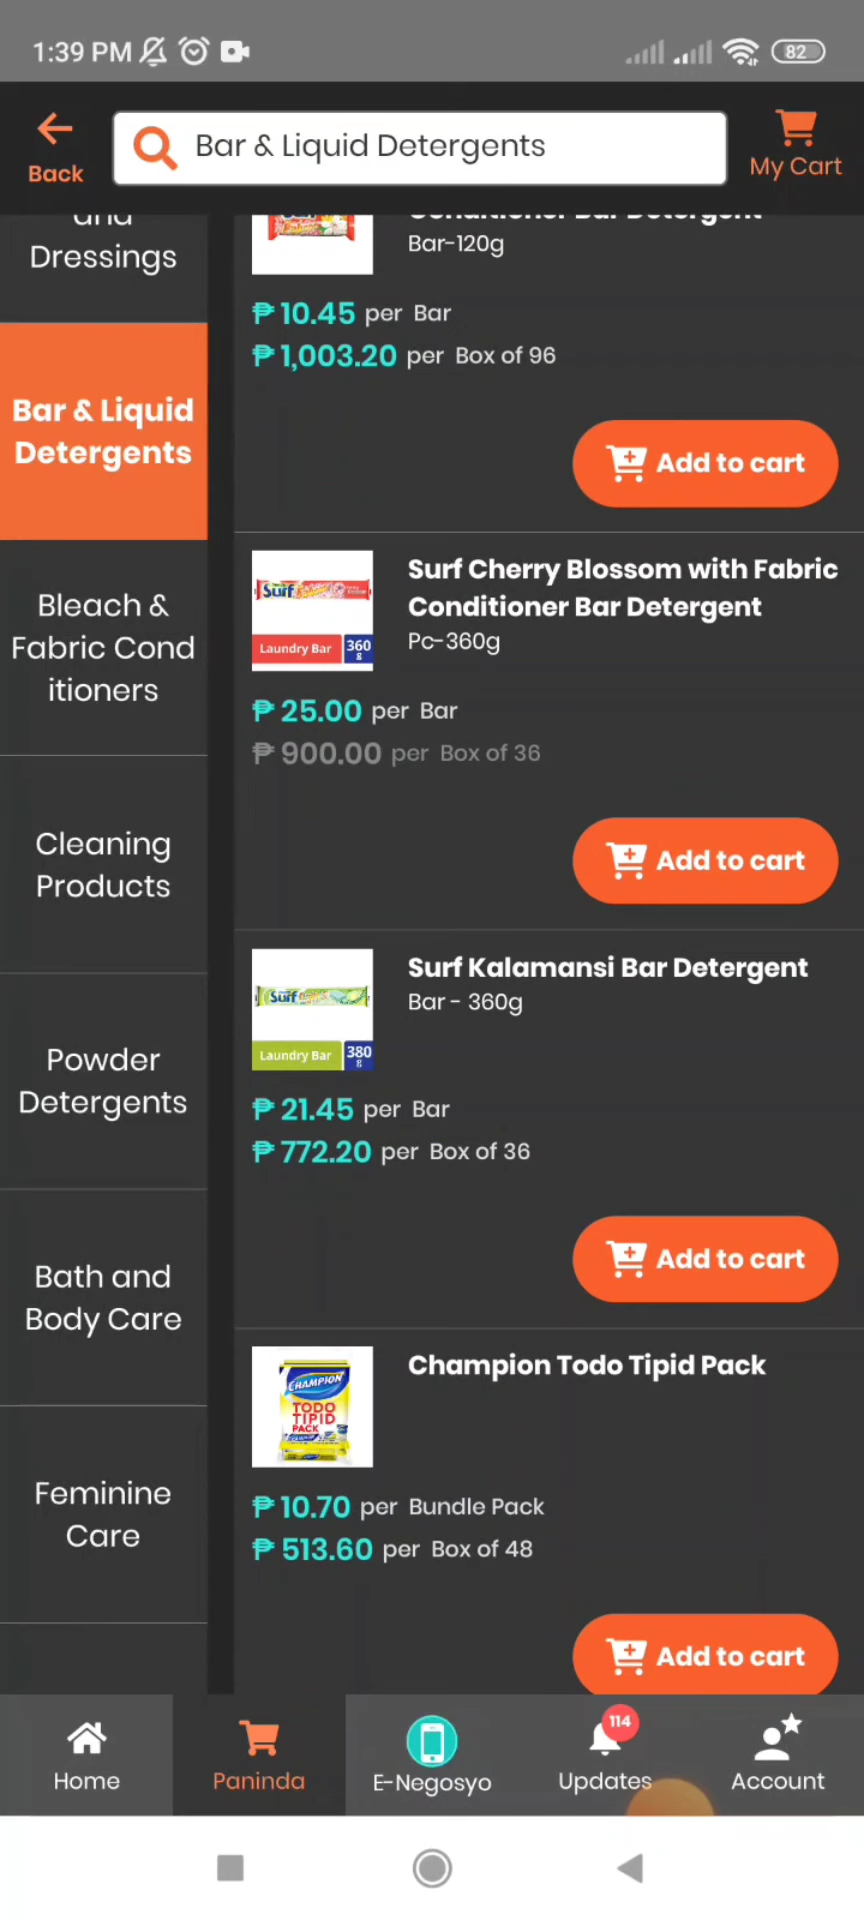 1:39 PM
82
Back
Bar & Liquid Detergents
My Cart
and
Dressings
Bar & Liquid
Detergents
Bleach &
Fabric Cond
itioners
Cleaning
Products
Powder
Detergents
Bath and
Body Care
Feminine
Care
Conditioner Bar Detergent
Bar-120g
₱ 10.45 per Bar
₱ 1,003.20 per Box of 96
Add to cart
Surf
Laundry Bar 360
g
Surf Cherry Blossom with Fabric
Conditioner Bar Detergent
Pc-360g
₱ 25.00 per Bar
₱ 900.00 per Box of 36
Add to cart
Surf
Laundry Bar 380
g
Surf Kalamansi Bar Detergent
Bar - 360g
₱ 21.45 per Bar
₱ 772.20 per Box of 36
Add to cart
CHAMPION
TODO
TIPID
PACK
Champion Todo Tipid Pack
₱ 10.70 per Bundle Pack
₱ 513.60 per Box of 48
Add to cart
Home
Paninda
E-Negosyo
114
Updates
Account